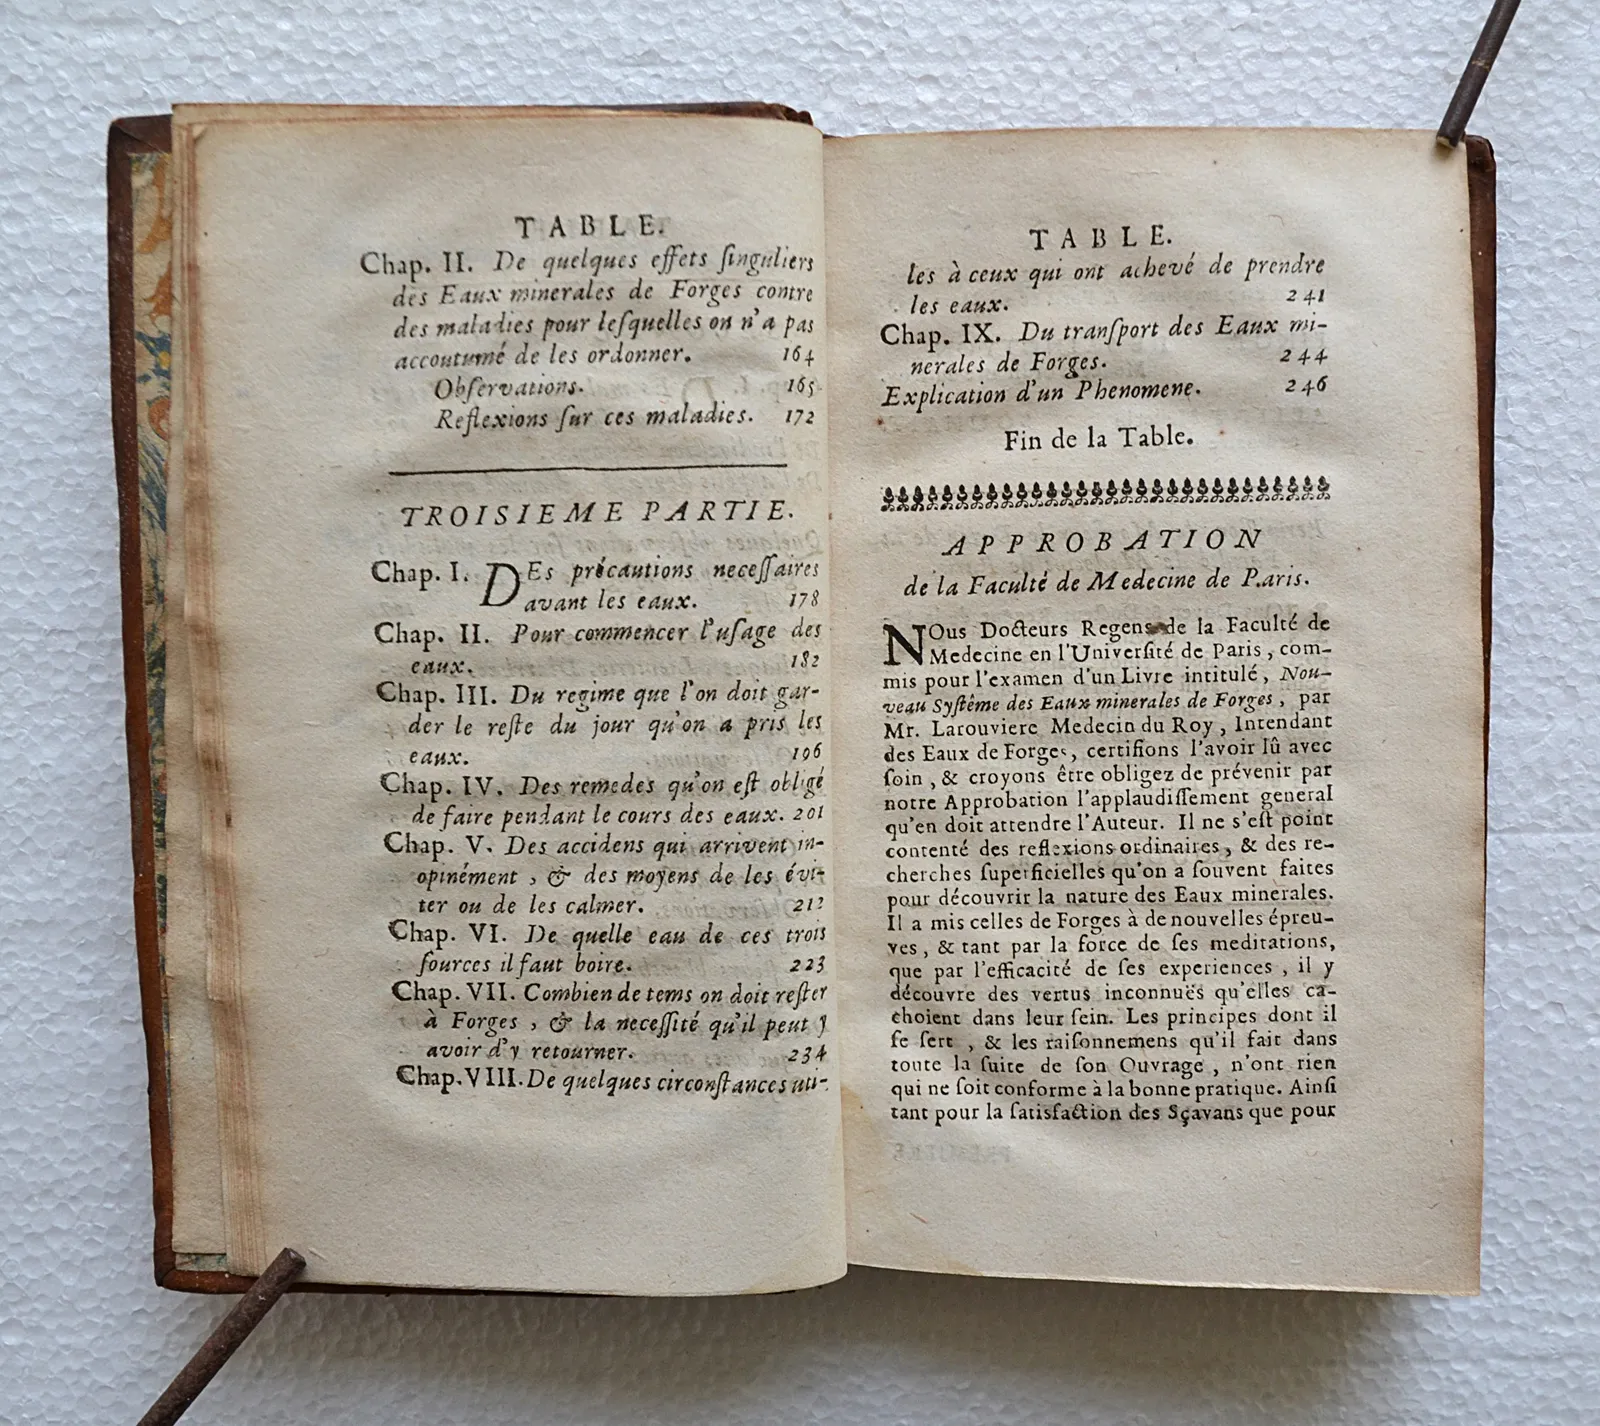 TABLE.
Chap. II. De quelques effets ſinguliers
des Eaux minerales de Forges contre
des maladies pour leſquelles on n'a pas
accoutumé de les ordonner. 164
Obſervations. 165
Reflexions ſur ces maladies. 172
TROISIEME PARTIE.
Chap. I. DEs précautions neceſſaires
avant les eaux. 178
Chap. II. Pour commencer l'uſage des
eaux. 182
Chap. III. Du regime que l'on doit gar-
der le reſte du jour qu'on a pris les
eaux. 196
Chap. IV. Des remedes qu'on eſt obligé
de faire pendant le cours des eaux. 201
Chap. V. Des accidens qui arrivent in-
opinément, & des moyens de les évi-
ter ou de les calmer. 212
Chap. VI. De quelle eau de ces trois
ſources il faut boire. 223
Chap. VII. Combien de tems on doit reſter
à Forges, & la neceſſité qu'il peut y
avoir d'y retourner. 234
Chap. VIII. De quelques circonſtances uti-
TABLE.
les à ceux qui ont achevé de prendre
les eaux. 241
Chap. IX. Du tranſport des Eaux mi-
nerales de Forges. 244
Explication d'un Phenomene. 246
Fin de la Table.
APPROBATION
de la Faculté de Medecine de Paris.
NOus Docteurs Regens de la Faculté de
Medecine en l'Univerſité de Paris, com-
mis pour l'examen d'un Livre intitulé, Nou-
veau Syſtême des Eaux minerales de Forges, par
Mr. Larouviere Medecin du Roy, Intendant
des Eaux de Forges, certifions l'avoir lû avec
ſoin, & croyons être obligez de prévenir par
notre Approbation l'applaudiſſement general
qu'en doit attendre l'Auteur. Il ne s'eſt point
contenté des reflexions ordinaires, & des re-
cherches ſuperficielles qu'on a ſouvent faites
pour découvrir la nature des Eaux minerales.
Il a mis celles de Forges à de nouvelles épreu-
ves, & tant par la force de ſes meditations,
que par l'efficacité de ſes experiences, il y
découvre des vertus inconnuës qu'elles ca-
choient dans leur ſein. Les principes dont il
ſe ſert, & les raiſonnemens qu'il fait dans
toute la ſuite de ſon Ouvrage, n'ont rien
qui ne ſoit conforme à la bonne pratique. Ainſi
tant pour la ſatisfaction des Sçavans que pour